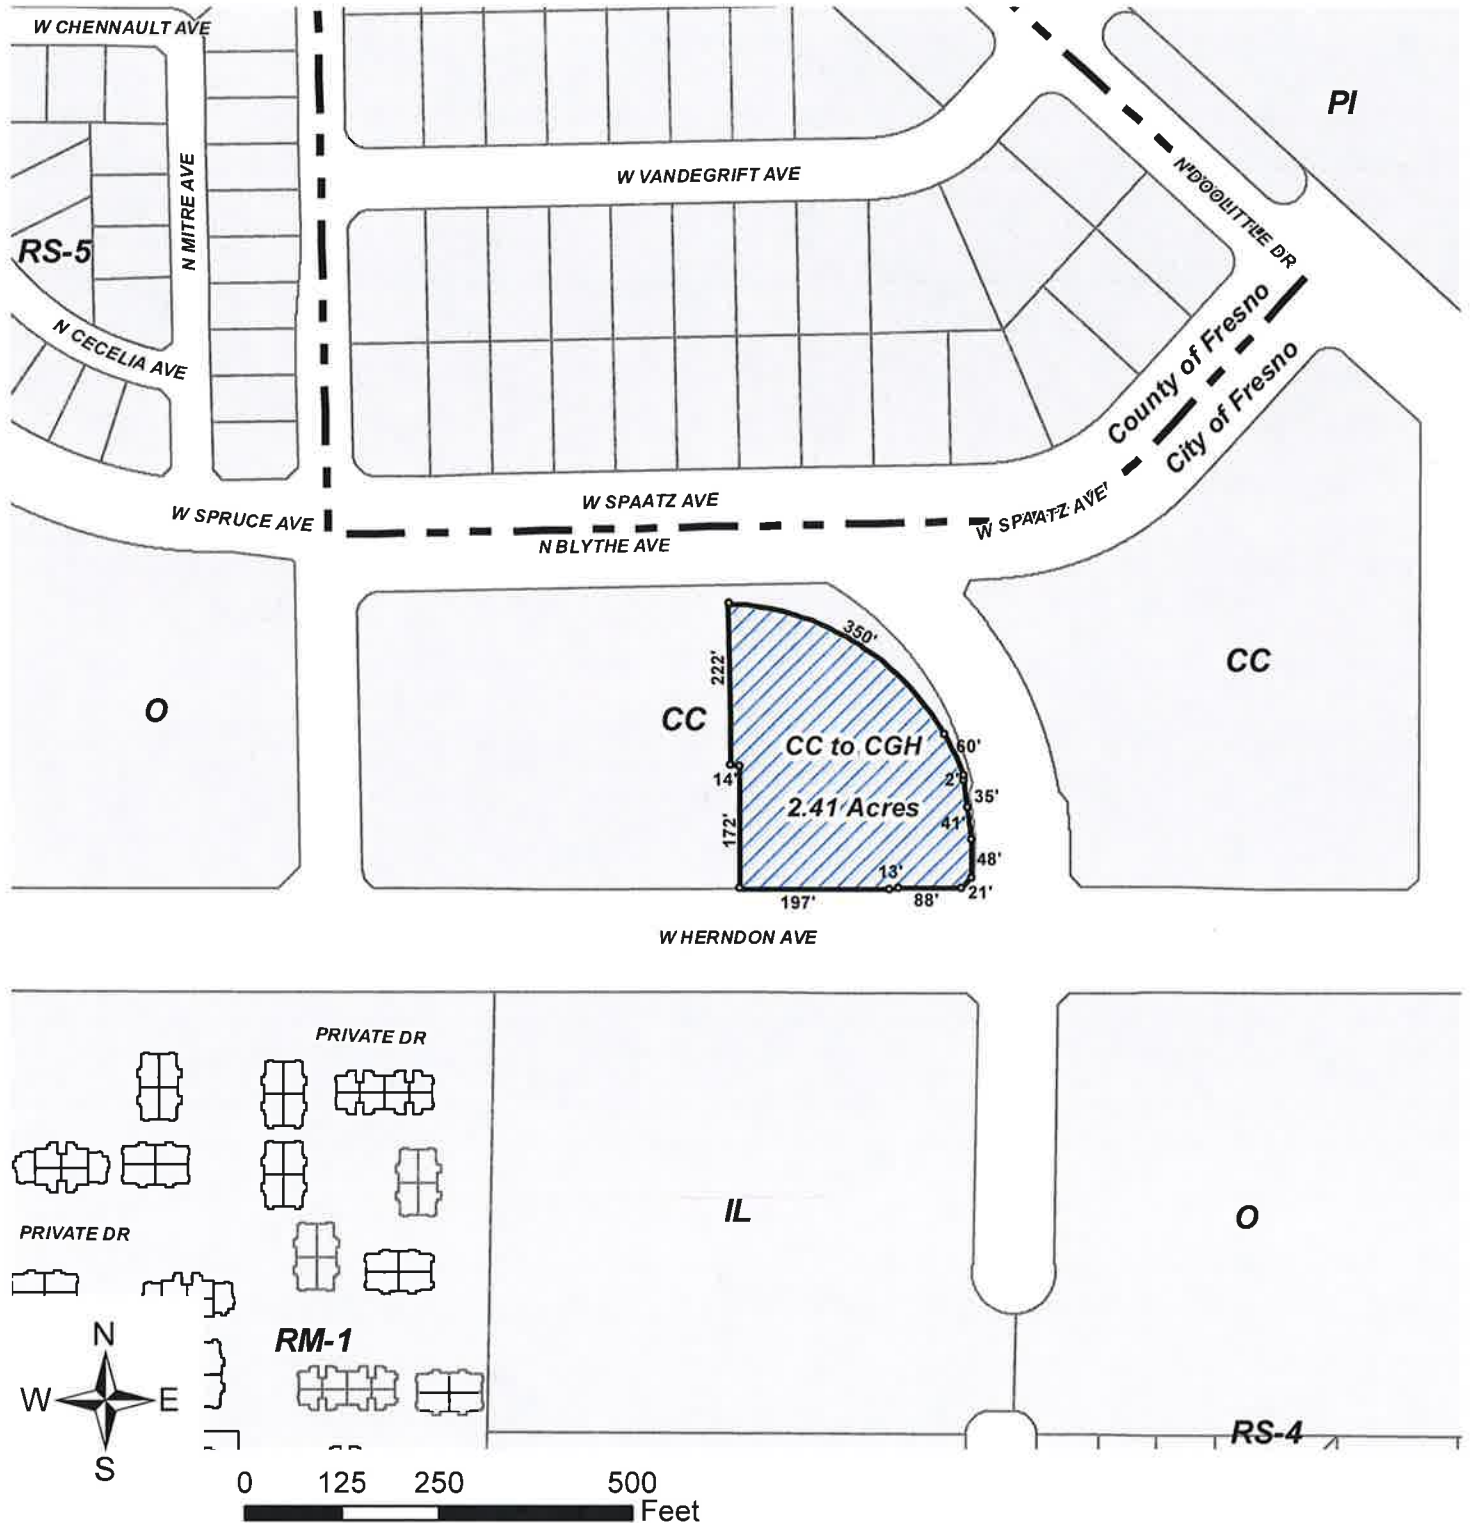 W CHENNAULT AVE
PI
N MITRE AVE
W VANDEGRIFT AVE
N DOOLITTLE DR
RS-5
County of Fresno
City of Fresno
N CECELIA AVE
W SPRUCE AVE
W SPAATZ AVE
W SPAATZ AVE
N BLYTHE AVE
350'
222'
CC
O
CC
CC to CGH
60'
14'
2'
35'
2.41 Acres
41'
172'
48'
13'
21'
197'
88'
W HERNDON AVE
PRIVATE DR
IL
O
PRIVATE DR
RM-1
N
W E
S
RS-4
0 125 250 500
Feet